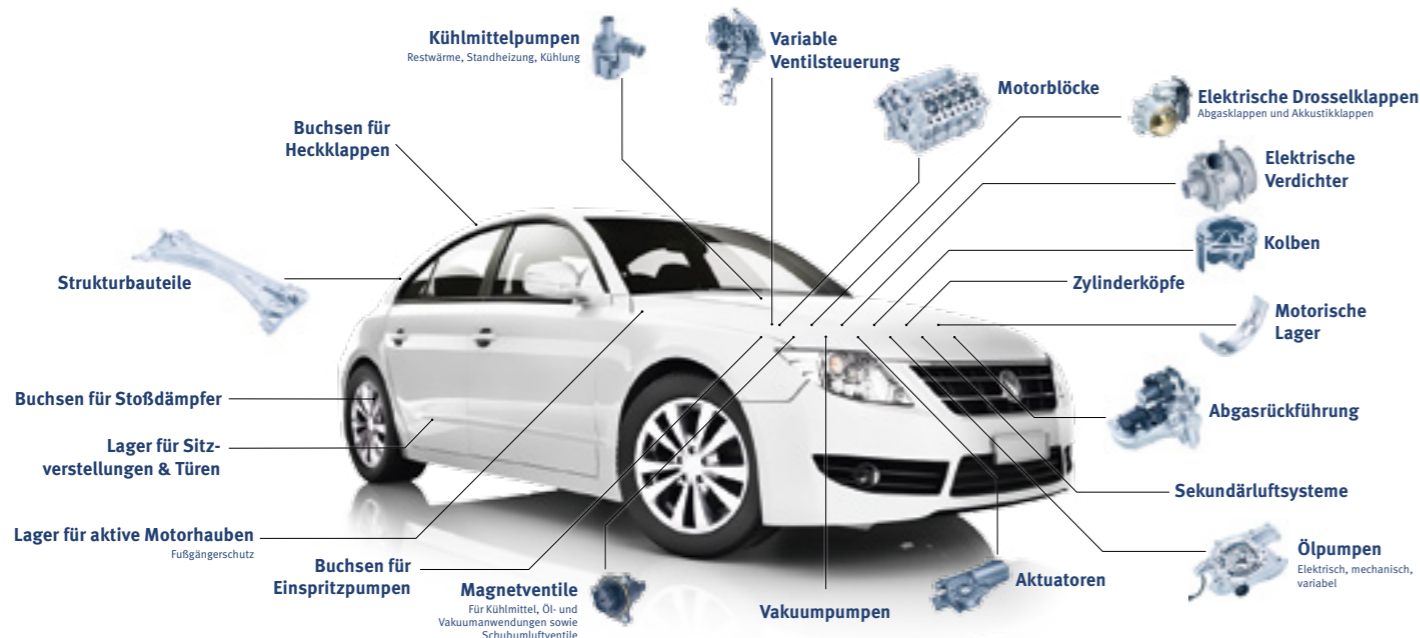 Kühlmittelpumpen
Restwärme, Standheizung, Kühlung
Variable
Ventilsteuerung
Motorblöcke
Elektrische Drosselklappen
Abgasklappen und Akkustikklappen
Buchsen für
Heckklappen
Elektrische
Verdichter
Kolben
Strukturbauteile
Zylinderköpfe
Motorische
Lager
Buchsen für Stoßdämpfer
Abgasrückführung
Lager für Sitz-
verstellungen & Türen
Sekundärluftsysteme
Lager für aktive Motorhauben
Fußgängerschutz
Buchsen für
Einspritzpumpen
Magnetventile
Für Kühlmittel, Öl- und
Vakuumanwendungen sowie
Schubumluftventile
Vakuumpumpen
Aktuatoren
Ölpumpen
Elektrisch, mechanisch,
variabel